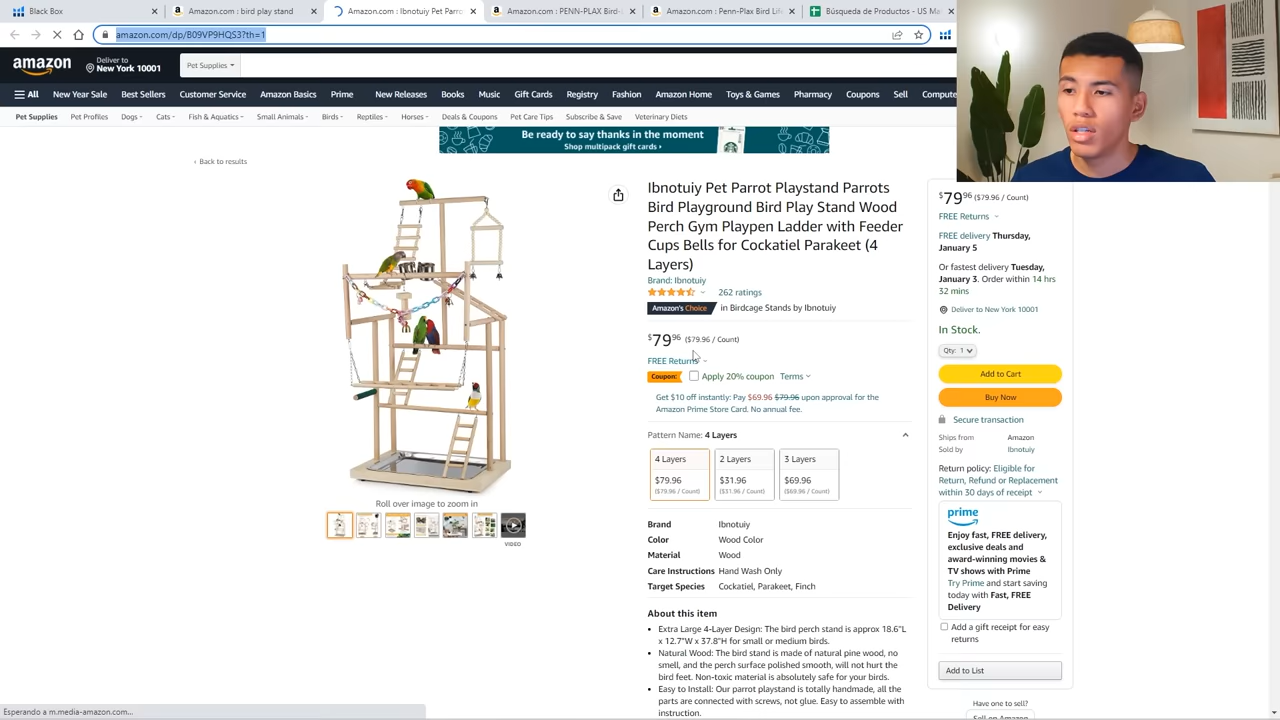 Black Box
Amazon.com : bird play stand
Amazon.com : Ibnotuiy Pet Parro
Amazon.com : PENN-PLAX Bird-
Amazon.com : Penn-Plax Bird Life
Búsqueda de Productos - US Ma
amazon.com/dp/B09VP9HQS3?th=1
amazon
Deliver to
New York 10001
Pet Supplies
All
New Year Sale
Best Sellers
Customer Service
Amazon Basics
Prime
New Releases
Books
Music
Gift Cards
Registry
Fashion
Amazon Home
Toys & Games
Pharmacy
Coupons
Sell
Compute
Pet Supplies
Pet Profiles
Dogs
Cats
Fish & Aquatics
Small Animals
Birds
Reptiles
Horses
Deals & Coupons
Pet Care Tips
Subscribe & Save
Veterinary Diets
Be ready to say thanks in the moment
Shop multipack gift cards ›
‹ Back to results
Ibnotuiy Pet Parrot Playstand Parrots
Bird Playground Bird Play Stand Wood
Perch Gym Playpen Ladder with Feeder
Cups Bells for Cockatiel Parakeet (4
Layers)
Brand: Ibnotuiy
262 ratings
Amazon's Choice in Birdcage Stands by Ibnotuiy
$79.96 ($79.96 / Count)
FREE Returns
Coupon: Apply 20% coupon Terms
Get $10 off instantly: Pay $69.96 $79.96 upon approval for the
Amazon Prime Store Card. No annual fee.
Pattern Name: 4 Layers
4 Layers
$79.96
($79.96 / Count)
2 Layers
$31.96
($31.96 / Count)
3 Layers
$69.96
($69.96 / Count)
Brand Ibnotuiy
Color Wood Color
Material Wood
Care Instructions Hand Wash Only
Target Species Cockatiel, Parakeet, Finch
About this item
• Extra Large 4-Layer Design: The bird perch stand is approx 18.6"L
x 12.7"W x 37.8"H for small or medium birds.
• Natural Wood: The bird stand is made of natural pine wood, no
smell, and the perch surface polished smooth, will not hurt the
bird feet. Non-toxic material is absolutely safe for your birds.
• Easy to Install: Our parrot playstand is totally handmade, all the
parts are connected with screws, not glue. Easy to assemble with
instruction.
Roll over image to zoom in
VIDEO
$79.96 ($79.96 / Count)
FREE Returns
FREE delivery Thursday,
January 5
Or fastest delivery Tuesday,
January 3. Order within 14 hrs
32 mins
Deliver to New York 10001
In Stock.
Qty: 1
Add to Cart
Buy Now
Secure transaction
Ships from Amazon
Sold by Ibnotuiy
Return policy: Eligible for
Return, Refund or Replacement
within 30 days of receipt
prime
Enjoy fast, FREE delivery,
exclusive deals and
award-winning movies &
TV shows with Prime
Try Prime and start saving
today with Fast, FREE
Delivery
Add a gift receipt for easy
returns
Add to List
Have one to sell?
Sell on Amazon
Esperando a m.media-amazon.com...